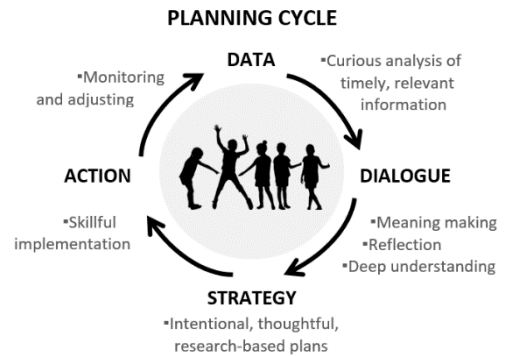 PLANNING CYCLE
DATA
▪Curious analysis of
timely, relevant
information
DIALOGUE
▪Meaning making
▪Reflection
▪Deep understanding
STRATEGY
▪Intentional, thoughtful,
research-based plans
▪Skillful
implementation
ACTION
▪Monitoring
and adjusting